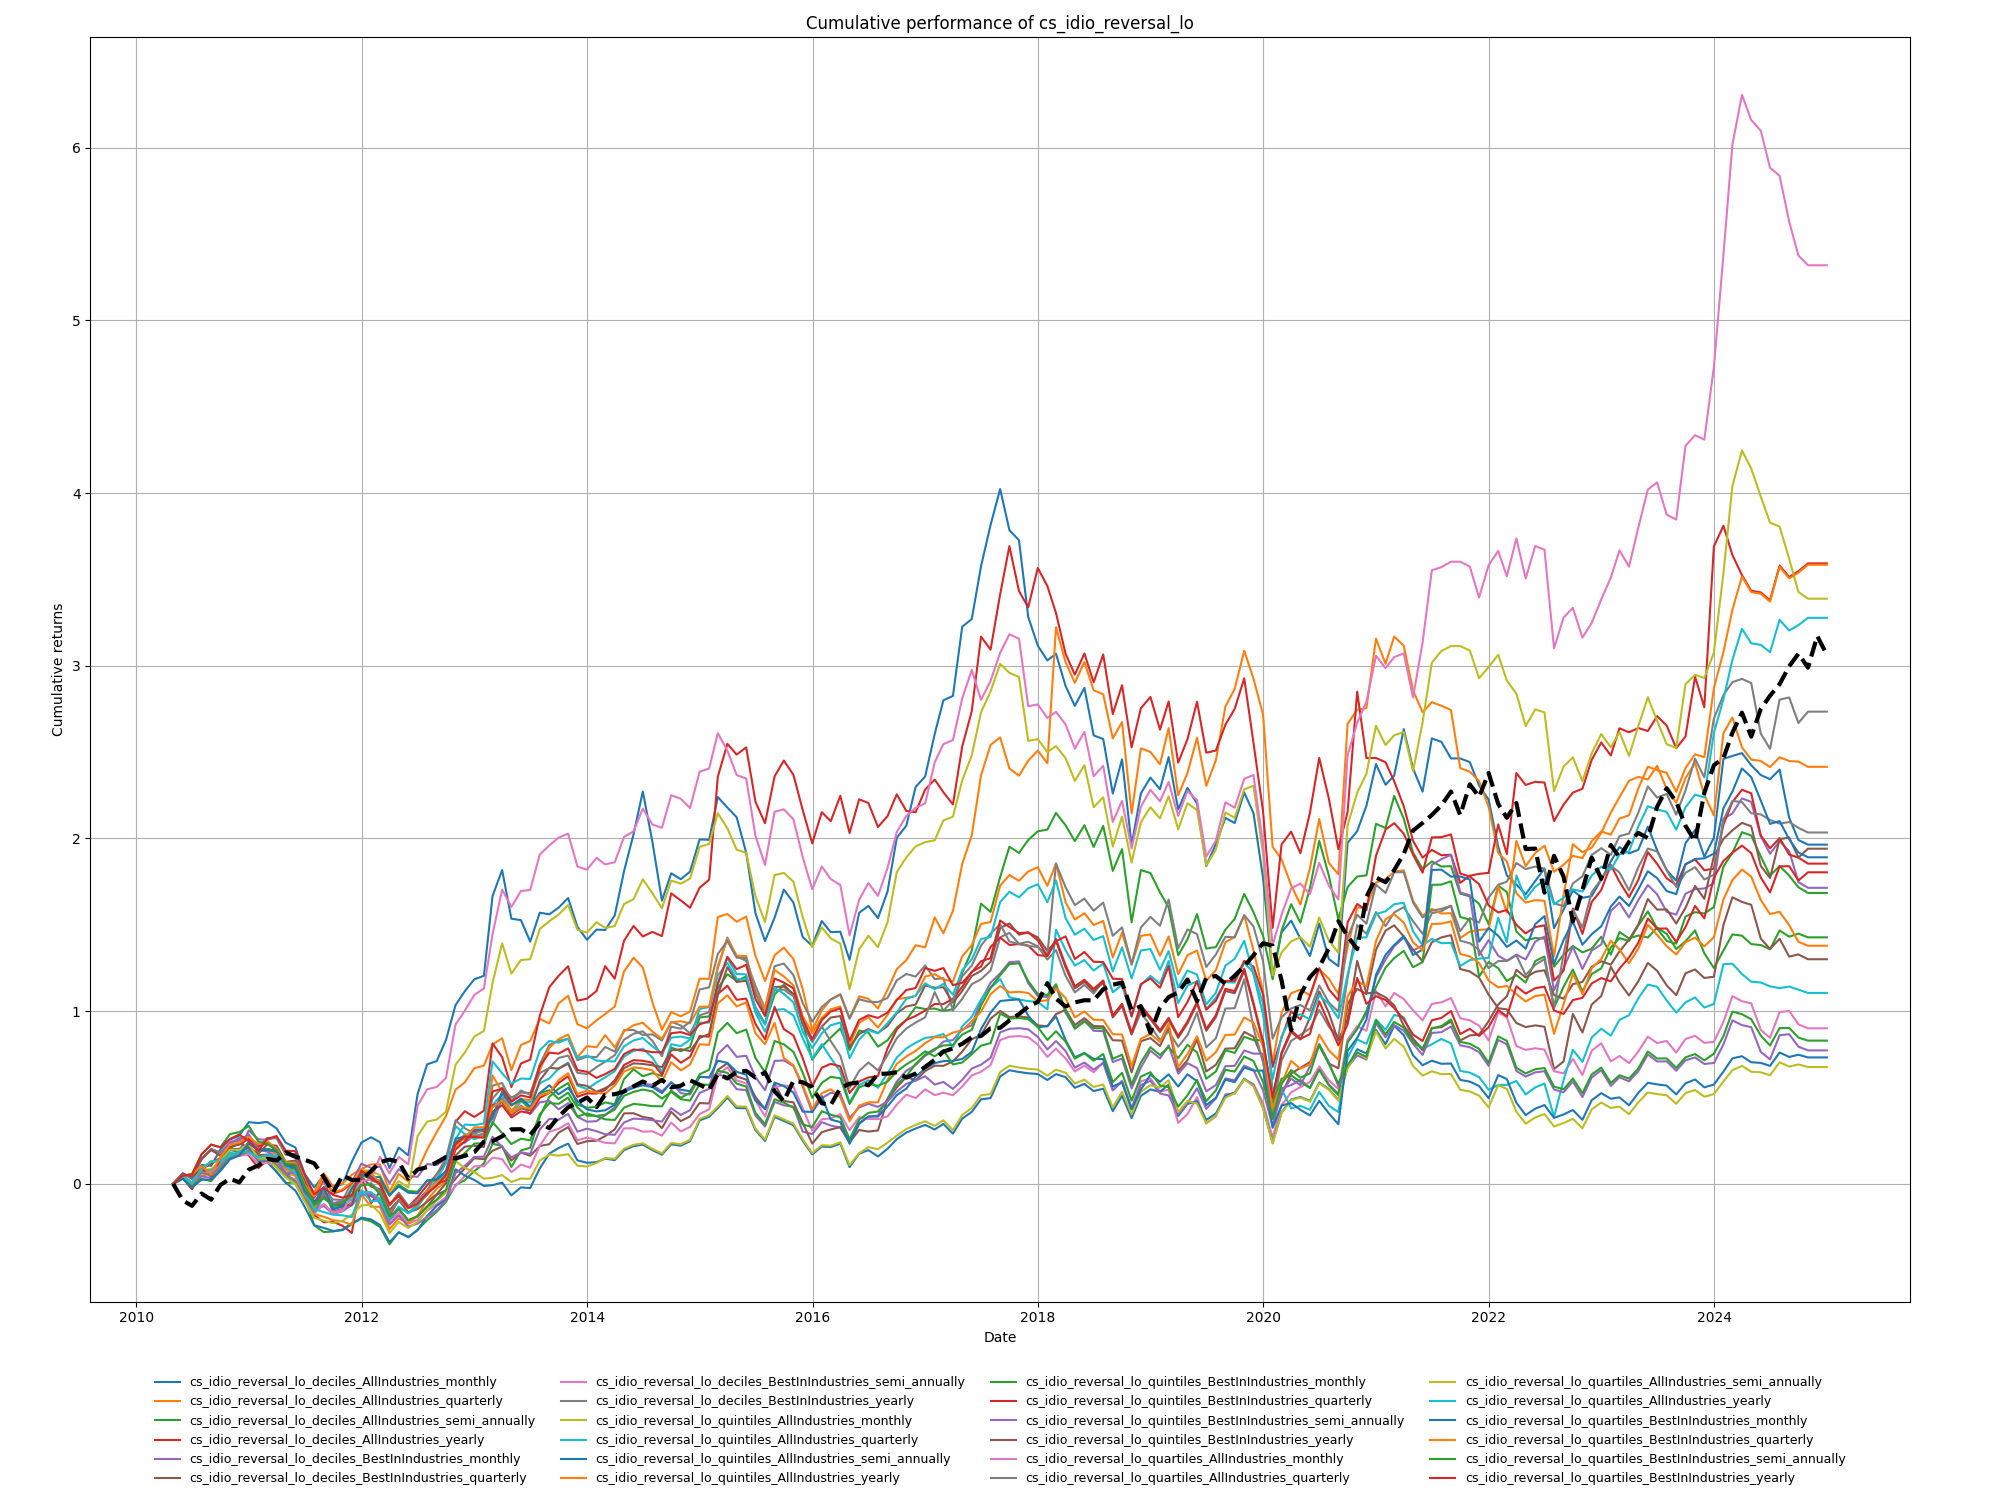 Cumulative performance of cs_idio_reversal_lo
6
5
4
3
2
1
0
Cumulative returns
2010 2012 2014 2016 2018 2020 2022 2024
Date
cs_idio_reversal_lo_deciles_AllIndustries_monthly
cs_idio_reversal_lo_deciles_AllIndustries_quarterly
cs_idio_reversal_lo_deciles_AllIndustries_semi_annually
cs_idio_reversal_lo_deciles_AllIndustries_yearly
cs_idio_reversal_lo_deciles_BestInIndustries_monthly
cs_idio_reversal_lo_deciles_BestInIndustries_quarterly
cs_idio_reversal_lo_deciles_BestInIndustries_semi_annually
cs_idio_reversal_lo_deciles_BestInIndustries_yearly
cs_idio_reversal_lo_quintiles_AllIndustries_monthly
cs_idio_reversal_lo_quintiles_AllIndustries_quarterly
cs_idio_reversal_lo_quintiles_AllIndustries_semi_annually
cs_idio_reversal_lo_quintiles_AllIndustries_yearly
cs_idio_reversal_lo_quintiles_BestInIndustries_monthly
cs_idio_reversal_lo_quintiles_BestInIndustries_quarterly
cs_idio_reversal_lo_quintiles_BestInIndustries_semi_annually
cs_idio_reversal_lo_quintiles_BestInIndustries_yearly
cs_idio_reversal_lo_quartiles_AllIndustries_monthly
cs_idio_reversal_lo_quartiles_AllIndustries_quarterly
cs_idio_reversal_lo_quartiles_AllIndustries_semi_annually
cs_idio_reversal_lo_quartiles_AllIndustries_yearly
cs_idio_reversal_lo_quartiles_BestInIndustries_monthly
cs_idio_reversal_lo_quartiles_BestInIndustries_quarterly
cs_idio_reversal_lo_quartiles_BestInIndustries_semi_annually
cs_idio_reversal_lo_quartiles_BestInIndustries_yearly